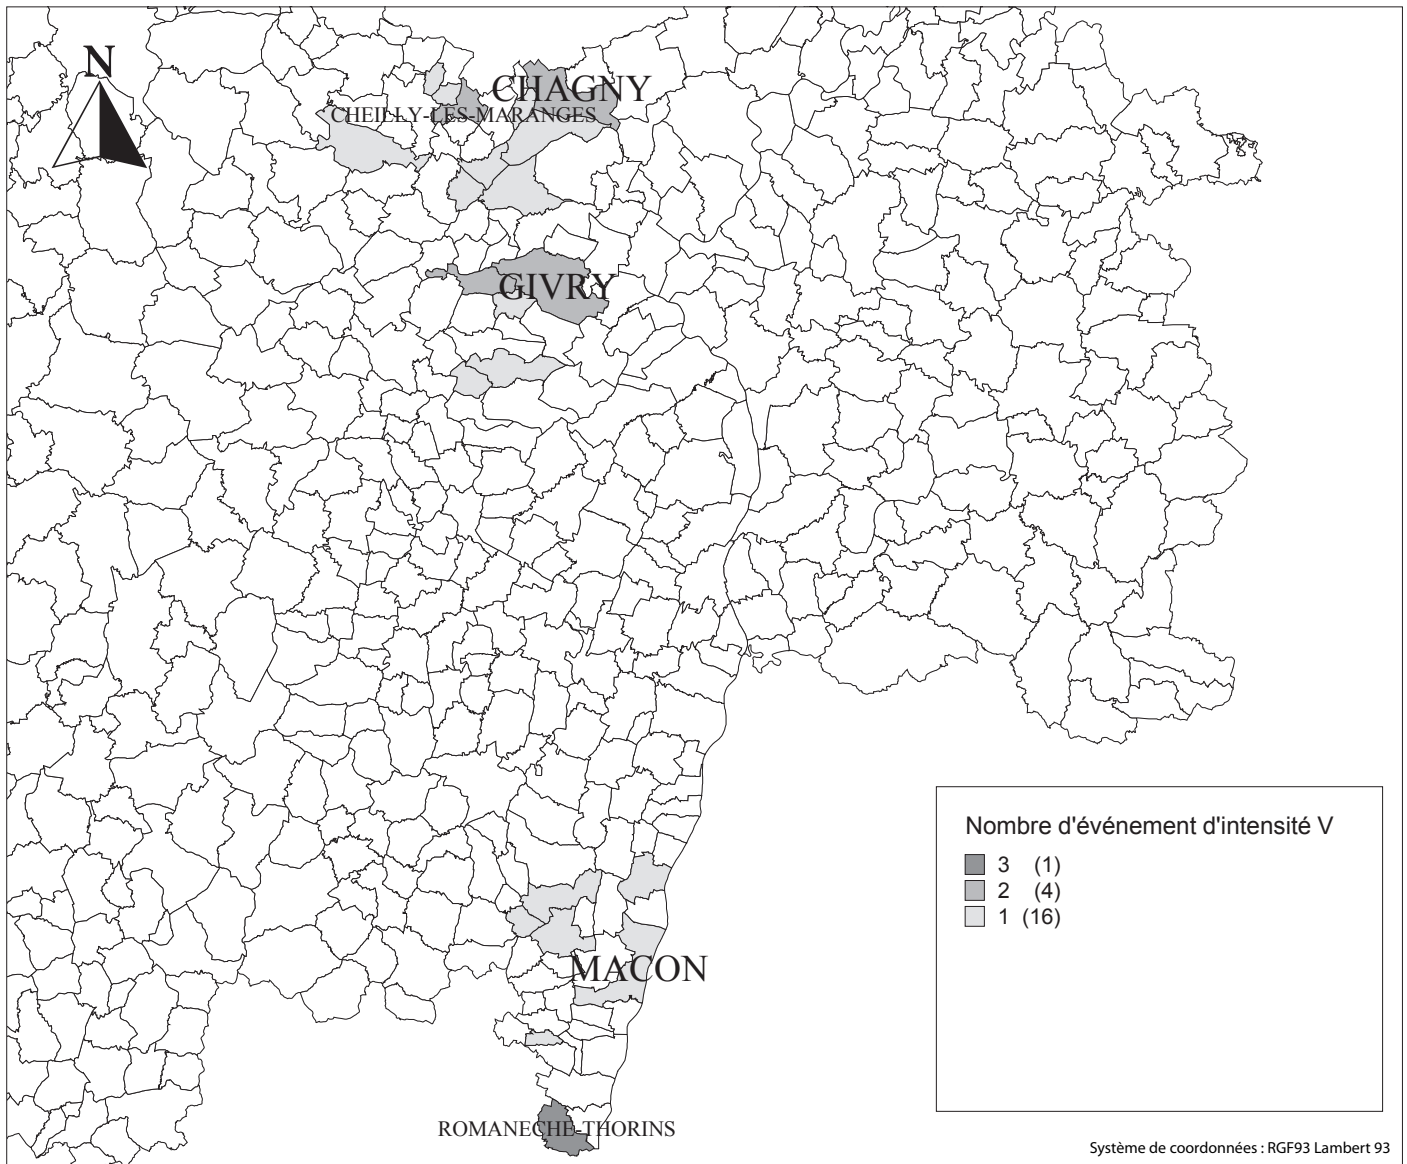 N
CHAGNY
CHEILLY-LES-MARANGES
GIVRY
Nombre d'événement d'intensité V
3 (1)
2 (4)
1 (16)
MACON
ROMANECHE-THORINS
Système de coordonnées : RGF93 Lambert 93